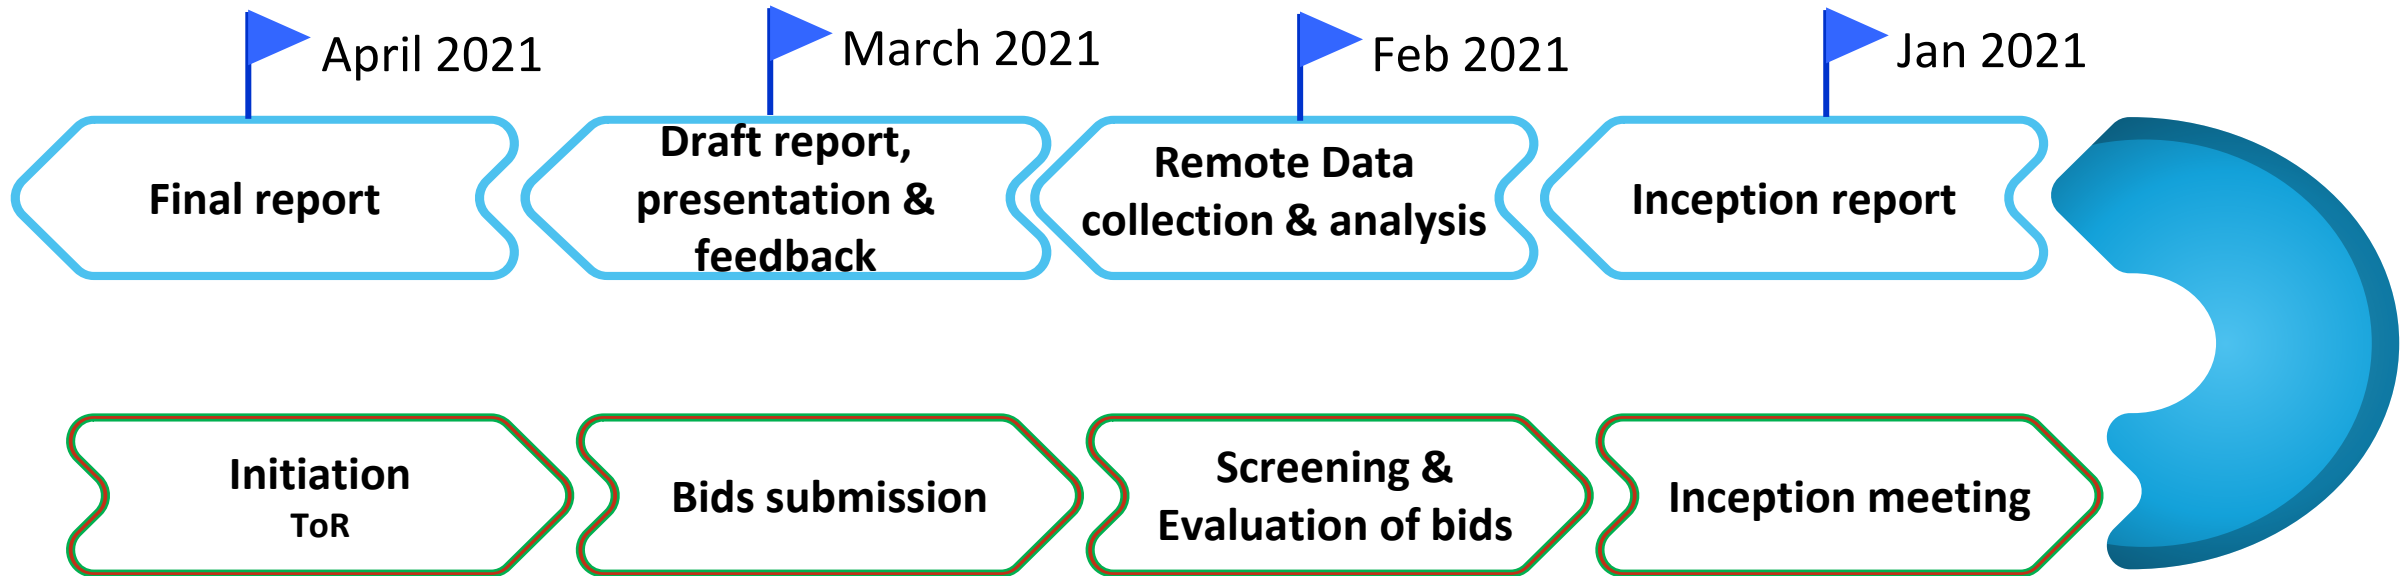 April 2021
March 2021
Feb 2021
Jan 2021
Final report
Draft report,
presentation &
feedback
Remote Data
collection & analysis
Inception report
Initiation
ToR
Bids submission
Screening &
Evaluation of bids
Inception meeting